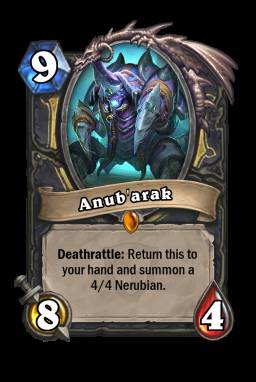 9
Anub'arak
Deathrattle: Return this to
your hand and summon a
4/4 Nerubian.
8
4